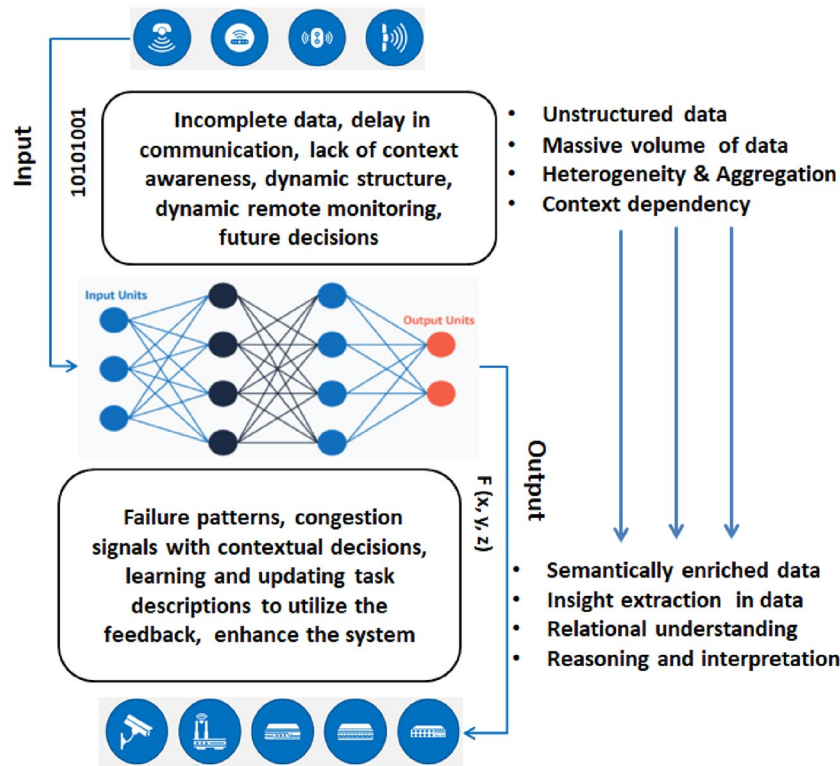 Input
10101001
Incomplete data, delay in
communication, lack of context
awareness, dynamic structure,
dynamic remote monitoring,
future decisions
• Unstructured data
• Massive volume of data
• Heterogeneity & Aggregation
• Context dependency
Input Units
Output Units
Output
F (x, y, z)
Failure patterns, congestion
signals with contextual decisions,
learning and updating task
descriptions to utilize the
feedback, enhance the system
• Semantically enriched data
• Insight extraction in data
• Relational understanding
• Reasoning and interpretation